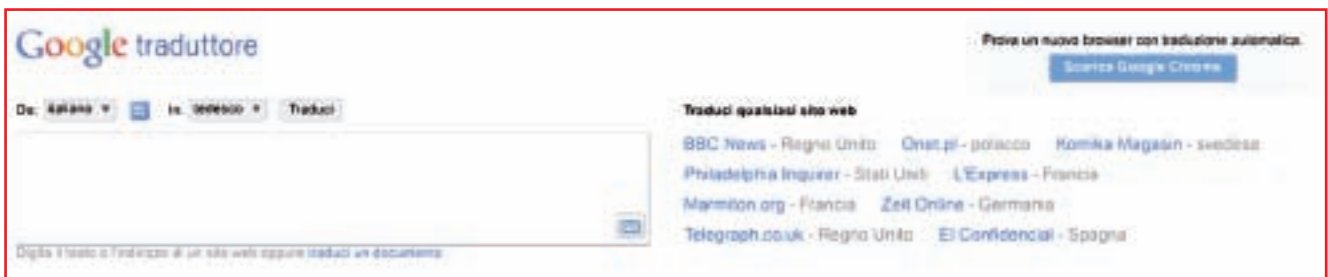 Google traduttore
Prova un nuovo browser con traduzione automatica.
Scarica Google Chrome
Da: italiano In: tedesco Traduci
Traduci qualsiasi sito web
BBC News - Regno Unito Onet.pl - polacco Komika Magasin - svedese
Philadelphia Inquirer - Stati Uniti L'Express - Francia
Marmiton.org - Francia Zeit Online - Germania
Telegraph.co.uk - Regno Unito El Confidencial - Spagna
Digita il testo o l'indirizzo di un sito web oppure traduci un documento